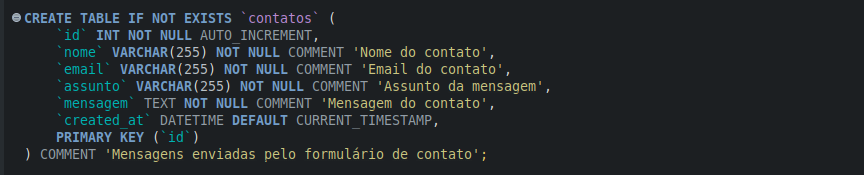 CREATE TABLE IF NOT EXISTS `contatos` (
    `id` INT NOT NULL AUTO_INCREMENT,
    `nome` VARCHAR(255) NOT NULL COMMENT 'Nome do contato',
    `email` VARCHAR(255) NOT NULL COMMENT 'Email do contato',
    `assunto` VARCHAR(255) NOT NULL COMMENT 'Assunto da mensagem',
    `mensagem` TEXT NOT NULL COMMENT 'Mensagem do contato',
    `created_at` DATETIME DEFAULT CURRENT_TIMESTAMP,
    PRIMARY KEY (`id`)
) COMMENT 'Mensagens enviadas pelo formulário de contato';